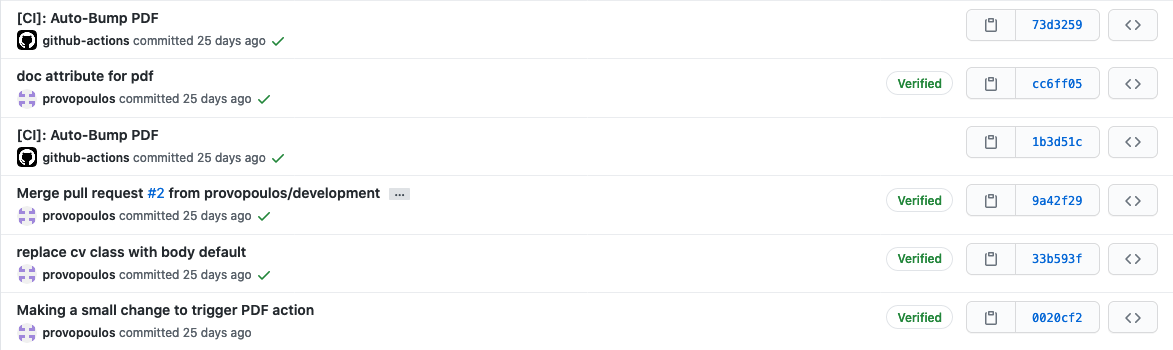 [CI]: Auto-Bump PDF
github-actions committed 25 days ago
73d3259
doc attribute for pdf
provopoulos committed 25 days ago
Verified
cc6ff05
[CI]: Auto-Bump PDF
github-actions committed 25 days ago
1b3d51c
Merge pull request #2 from provopoulos/development ...
provopoulos committed 25 days ago
Verified
9a42f29
replace cv class with body default
provopoulos committed 25 days ago
Verified
33b593f
Making a small change to trigger PDF action
provopoulos committed 25 days ago
Verified
0020cf2